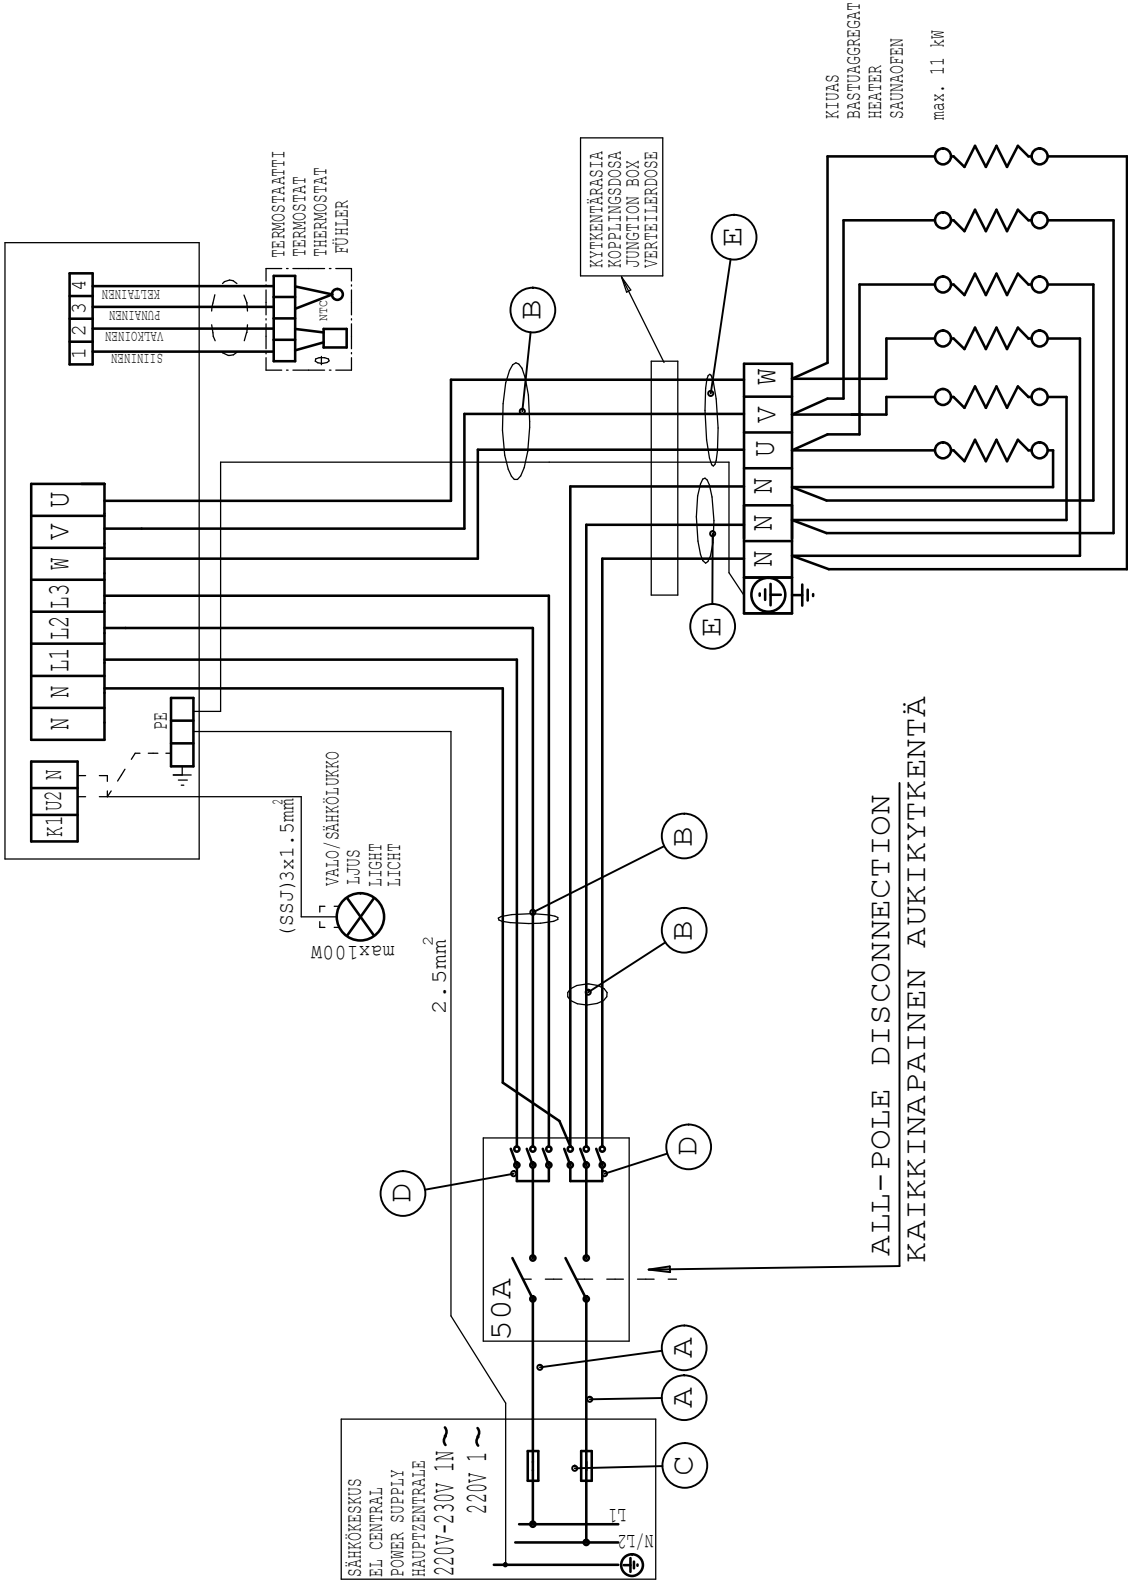 KIUAS
BASTUAGGREGAT
HEATER
SAUNAOFEN
max. 11 kW
1 2 3 4
SIININEN
VALKOINEN
PUNAINEN
KELTAINEN
NTC
θ
TERMOSTAATTI
TERMOSTAT
THERMOSTAT
FÜHLER
KYTKENTÄRASIA
KOPPLINGSDOSA
JUNGTION BOX
VERTEILERDOSE
B
E
E
K1 U2 N
N N L1 L2 L3 W V U
PE
N N N U V W
(SSJ)3x1.5mm²
VALO/SÄHKÖLUKKO
LJUS
LIGHT
LICHT
max100W
2.5mm²
B
B
D
D
50A
A
A
C
ALL-POLE DISCONNECTION
KAIKKINAPAINEN AUKIKYTKENTÄ
SÄHKÖKESKUS
EL CENTRAL
POWER SUPPLY
HAUPTZENTRALE
220V-230V 1N ~
220V 1 ~
L1
N/L2